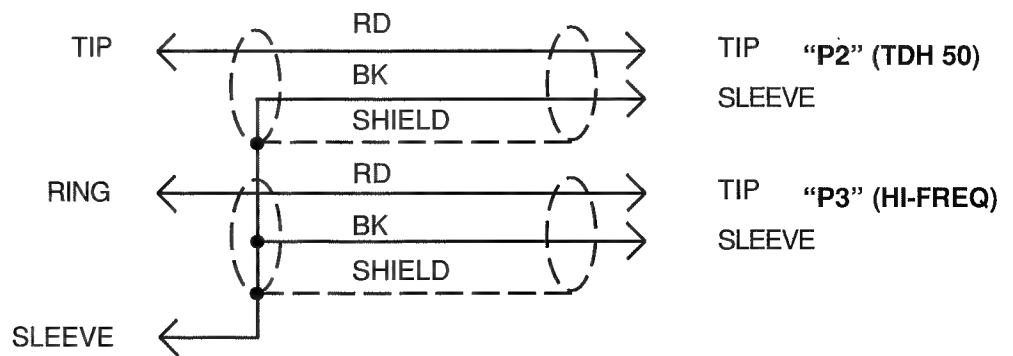 RD
TIP TIP "P2" (TDH 50)
BK
SLEEVE
SHIELD
RD
RING TIP "P3" (HI-FREQ)
BK
SLEEVE
SHIELD
SLEEVE